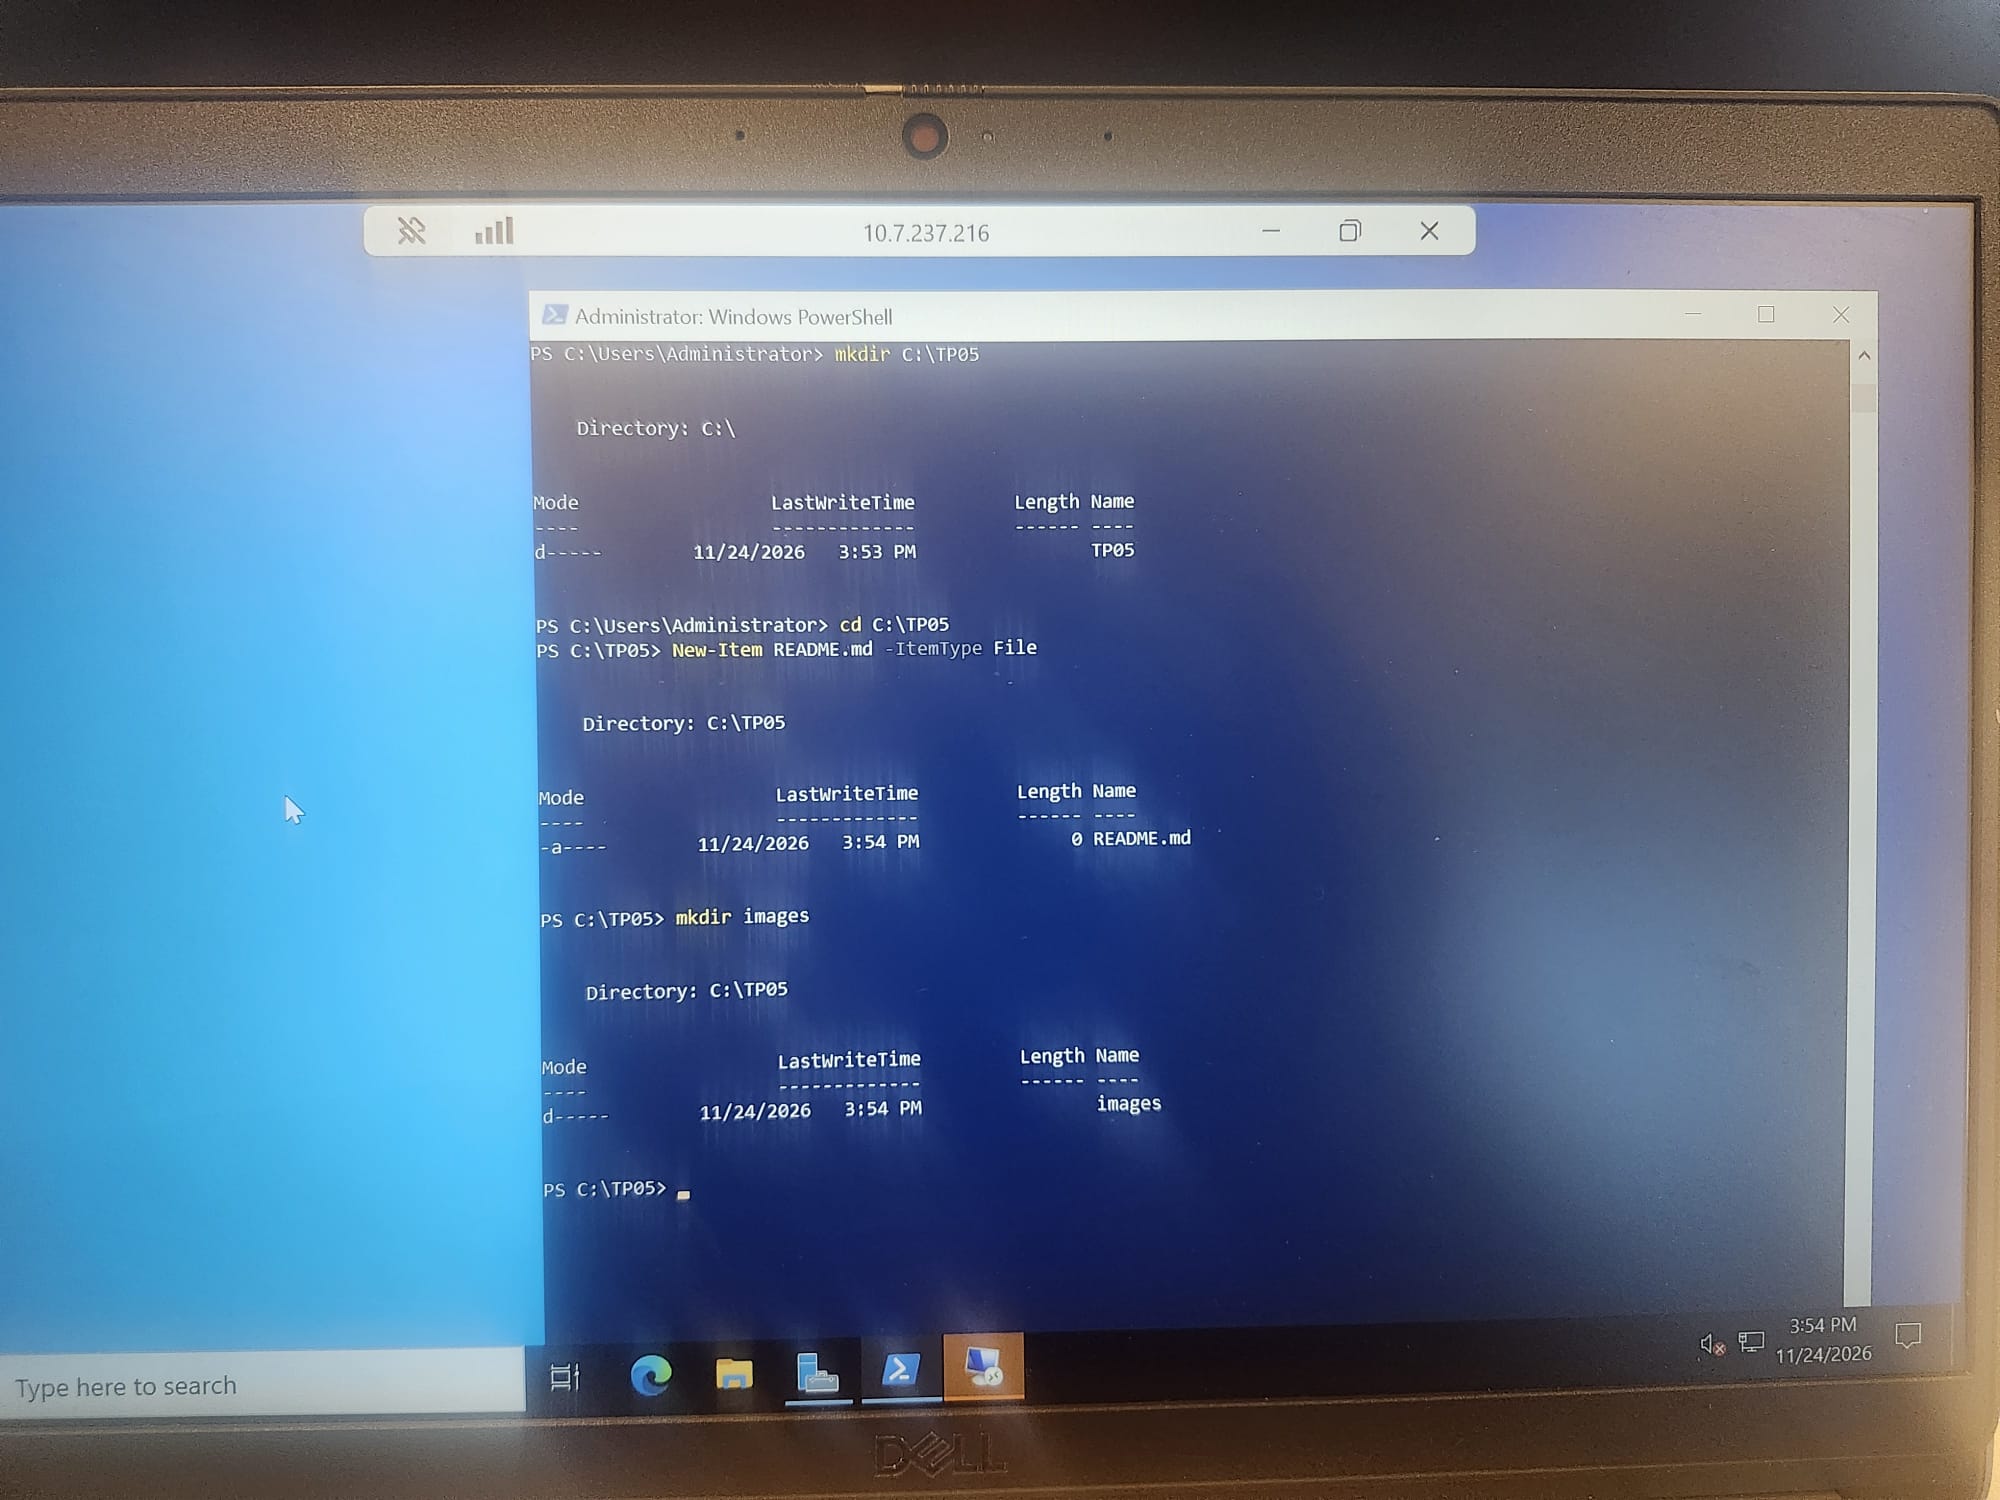 10.7.237.216
Administrator: Windows PowerShell
PS C:\Users\Administrator> mkdir C:\TP05
Directory: C:\
Mode LastWriteTime Length Name
---- ------------- ------ ----
d----- 11/24/2026 3:53 PM TP05
PS C:\Users\Administrator> cd C:\TP05
PS C:\TP05> New-Item README.md -ItemType File
Directory: C:\TP05
Mode LastWriteTime Length Name
---- ------------- ------ ----
-a---- 11/24/2026 3:54 PM 0 README.md
PS C:\TP05> mkdir images
Directory: C:\TP05
Mode LastWriteTime Length Name
---- ------------- ------ ----
d----- 11/24/2026 3:54 PM images
PS C:\TP05>
Type here to search
3:54 PM
11/24/2026
DELL